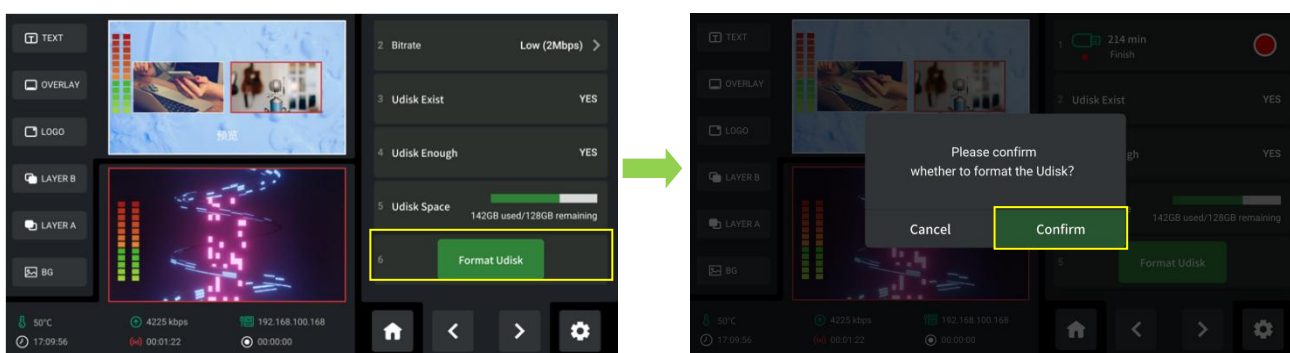 TEXT
OVERLAY
LOGO
LAYER B
LAYER A
BG
预览
2 Bitrate Low (2Mbps)
3 Udisk Exist YES
4 Udisk Enough YES
5 Udisk Space
142GB used/128GB remaining
6 Format Udisk
50°C 4225 kbps 192.168.100.168
17:09:56 00:01:22 00:00:00
TEXT
OVERLAY
LOGO
LAYER B
LAYER A
BG
1 214 min
Finish
2 Udisk Exist YES
gh YES
142GB used/128GB remaining
5 Format Udisk
Please confirm
whether to format the Udisk?
Cancel Confirm
50°C 4225 kbps 192.168.100.168
17:09:56 00:01:22 00:00:00